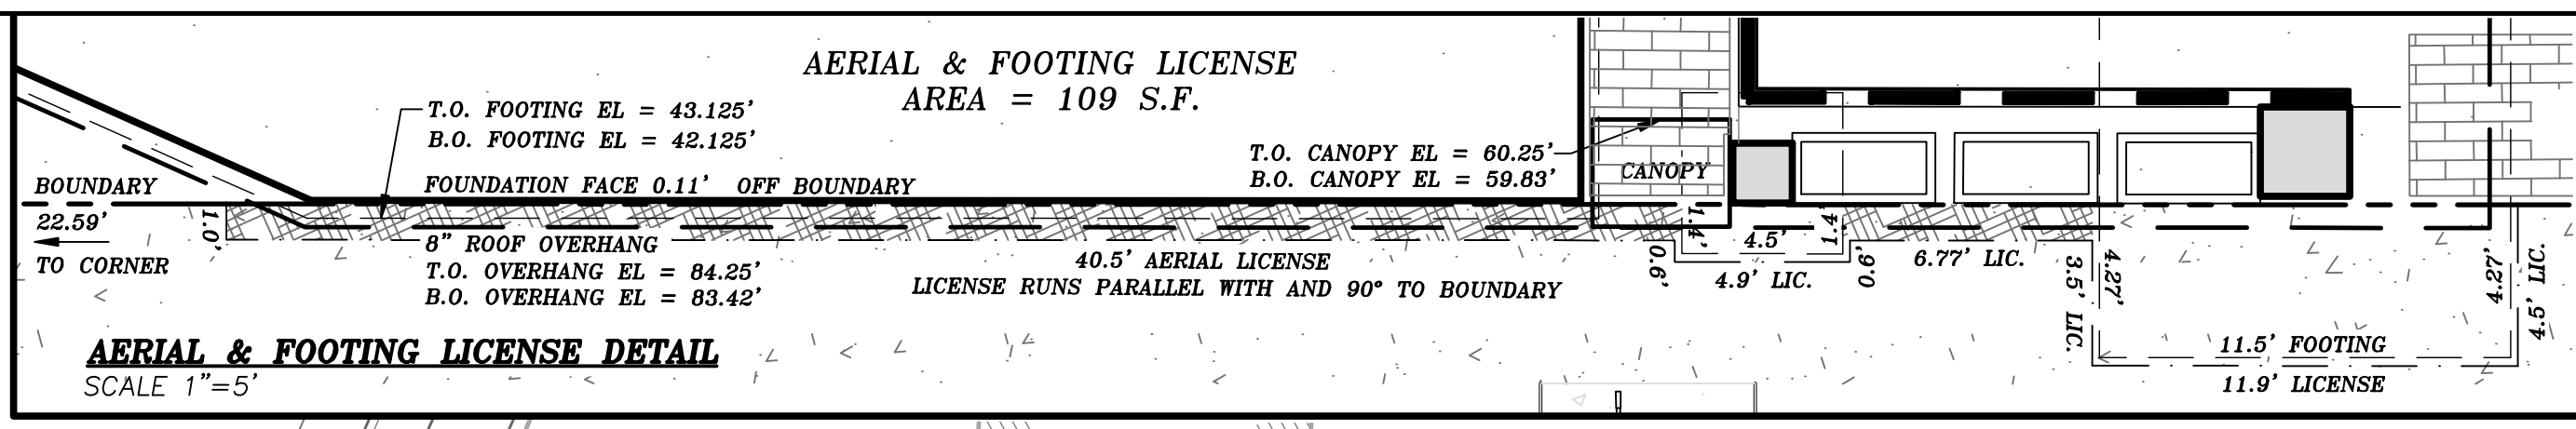 AERIAL & FOOTING LICENSE
AREA = 109 S.F.
T.O. FOOTING EL = 43.125'
B.O. FOOTING EL = 42.125'
T.O. CANOPY EL = 60.25'
B.O. CANOPY EL = 59.83'
CANOPY
BOUNDARY
22.59'
TO CORNER
FOUNDATION FACE 0.11' OFF BOUNDARY
1.0'
8" ROOF OVERHANG
T.O. OVERHANG EL = 84.25'
B.O. OVERHANG EL = 83.42'
40.5' AERIAL LICENSE
LICENSE RUNS PARALLEL WITH AND 90° TO BOUNDARY
0.6'
1.4'
4.5'
1.4'
4.9' LIC.
0.6'
6.77' LIC.
3.5' LIC.
4.27'
4.27'
4.5' LIC.
11.5' FOOTING
11.9' LICENSE
AERIAL & FOOTING LICENSE DETAIL
SCALE 1"=5'